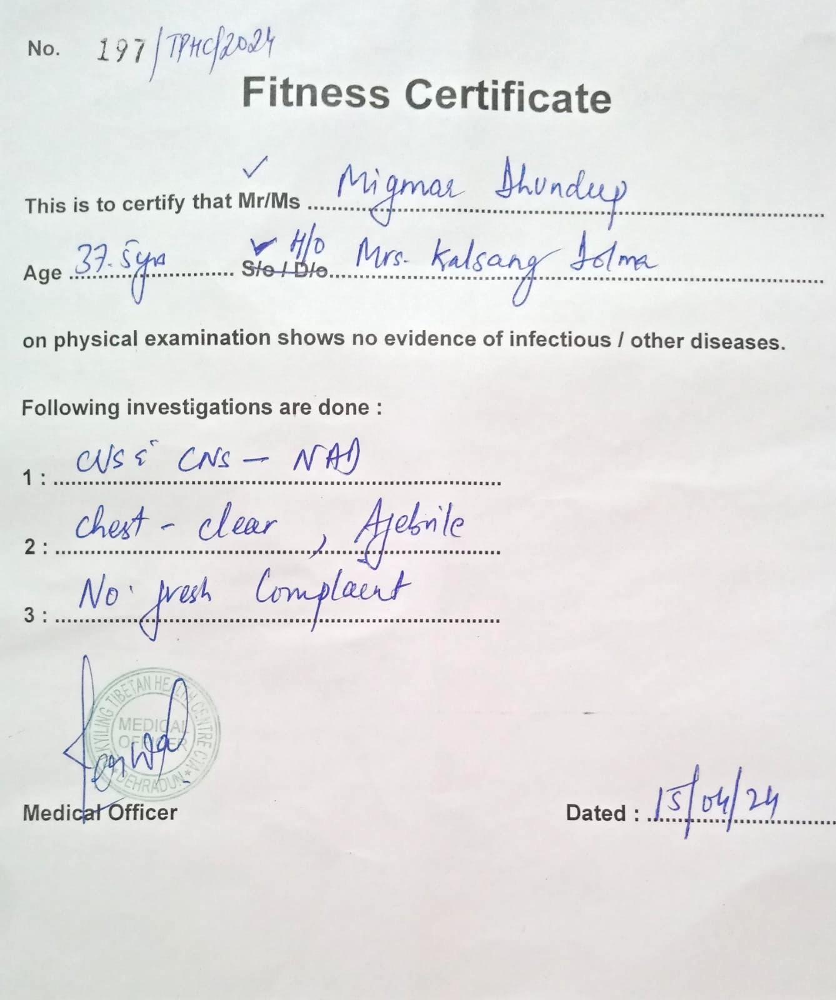 No. 197/TPHC/2024
Fitness Certificate
This is to certify that Mr/Ms ✓ Migmar Dhundup
Age 37.5yrs S/o / D/o ✓ H/o Mrs. Kalsang Dolma
on physical examination shows no evidence of infectious / other diseases.
Following investigations are done :
1 : CVS & CNS – NAD
2 : Chest - clear, Afebrile
3 : No fresh Complaint
KYILING TIBETAN HEALTH CENTRE CTA
MEDICAL
OFFICER
★ DEHRADUN ★
Medical Officer
Dated : 15/04/24